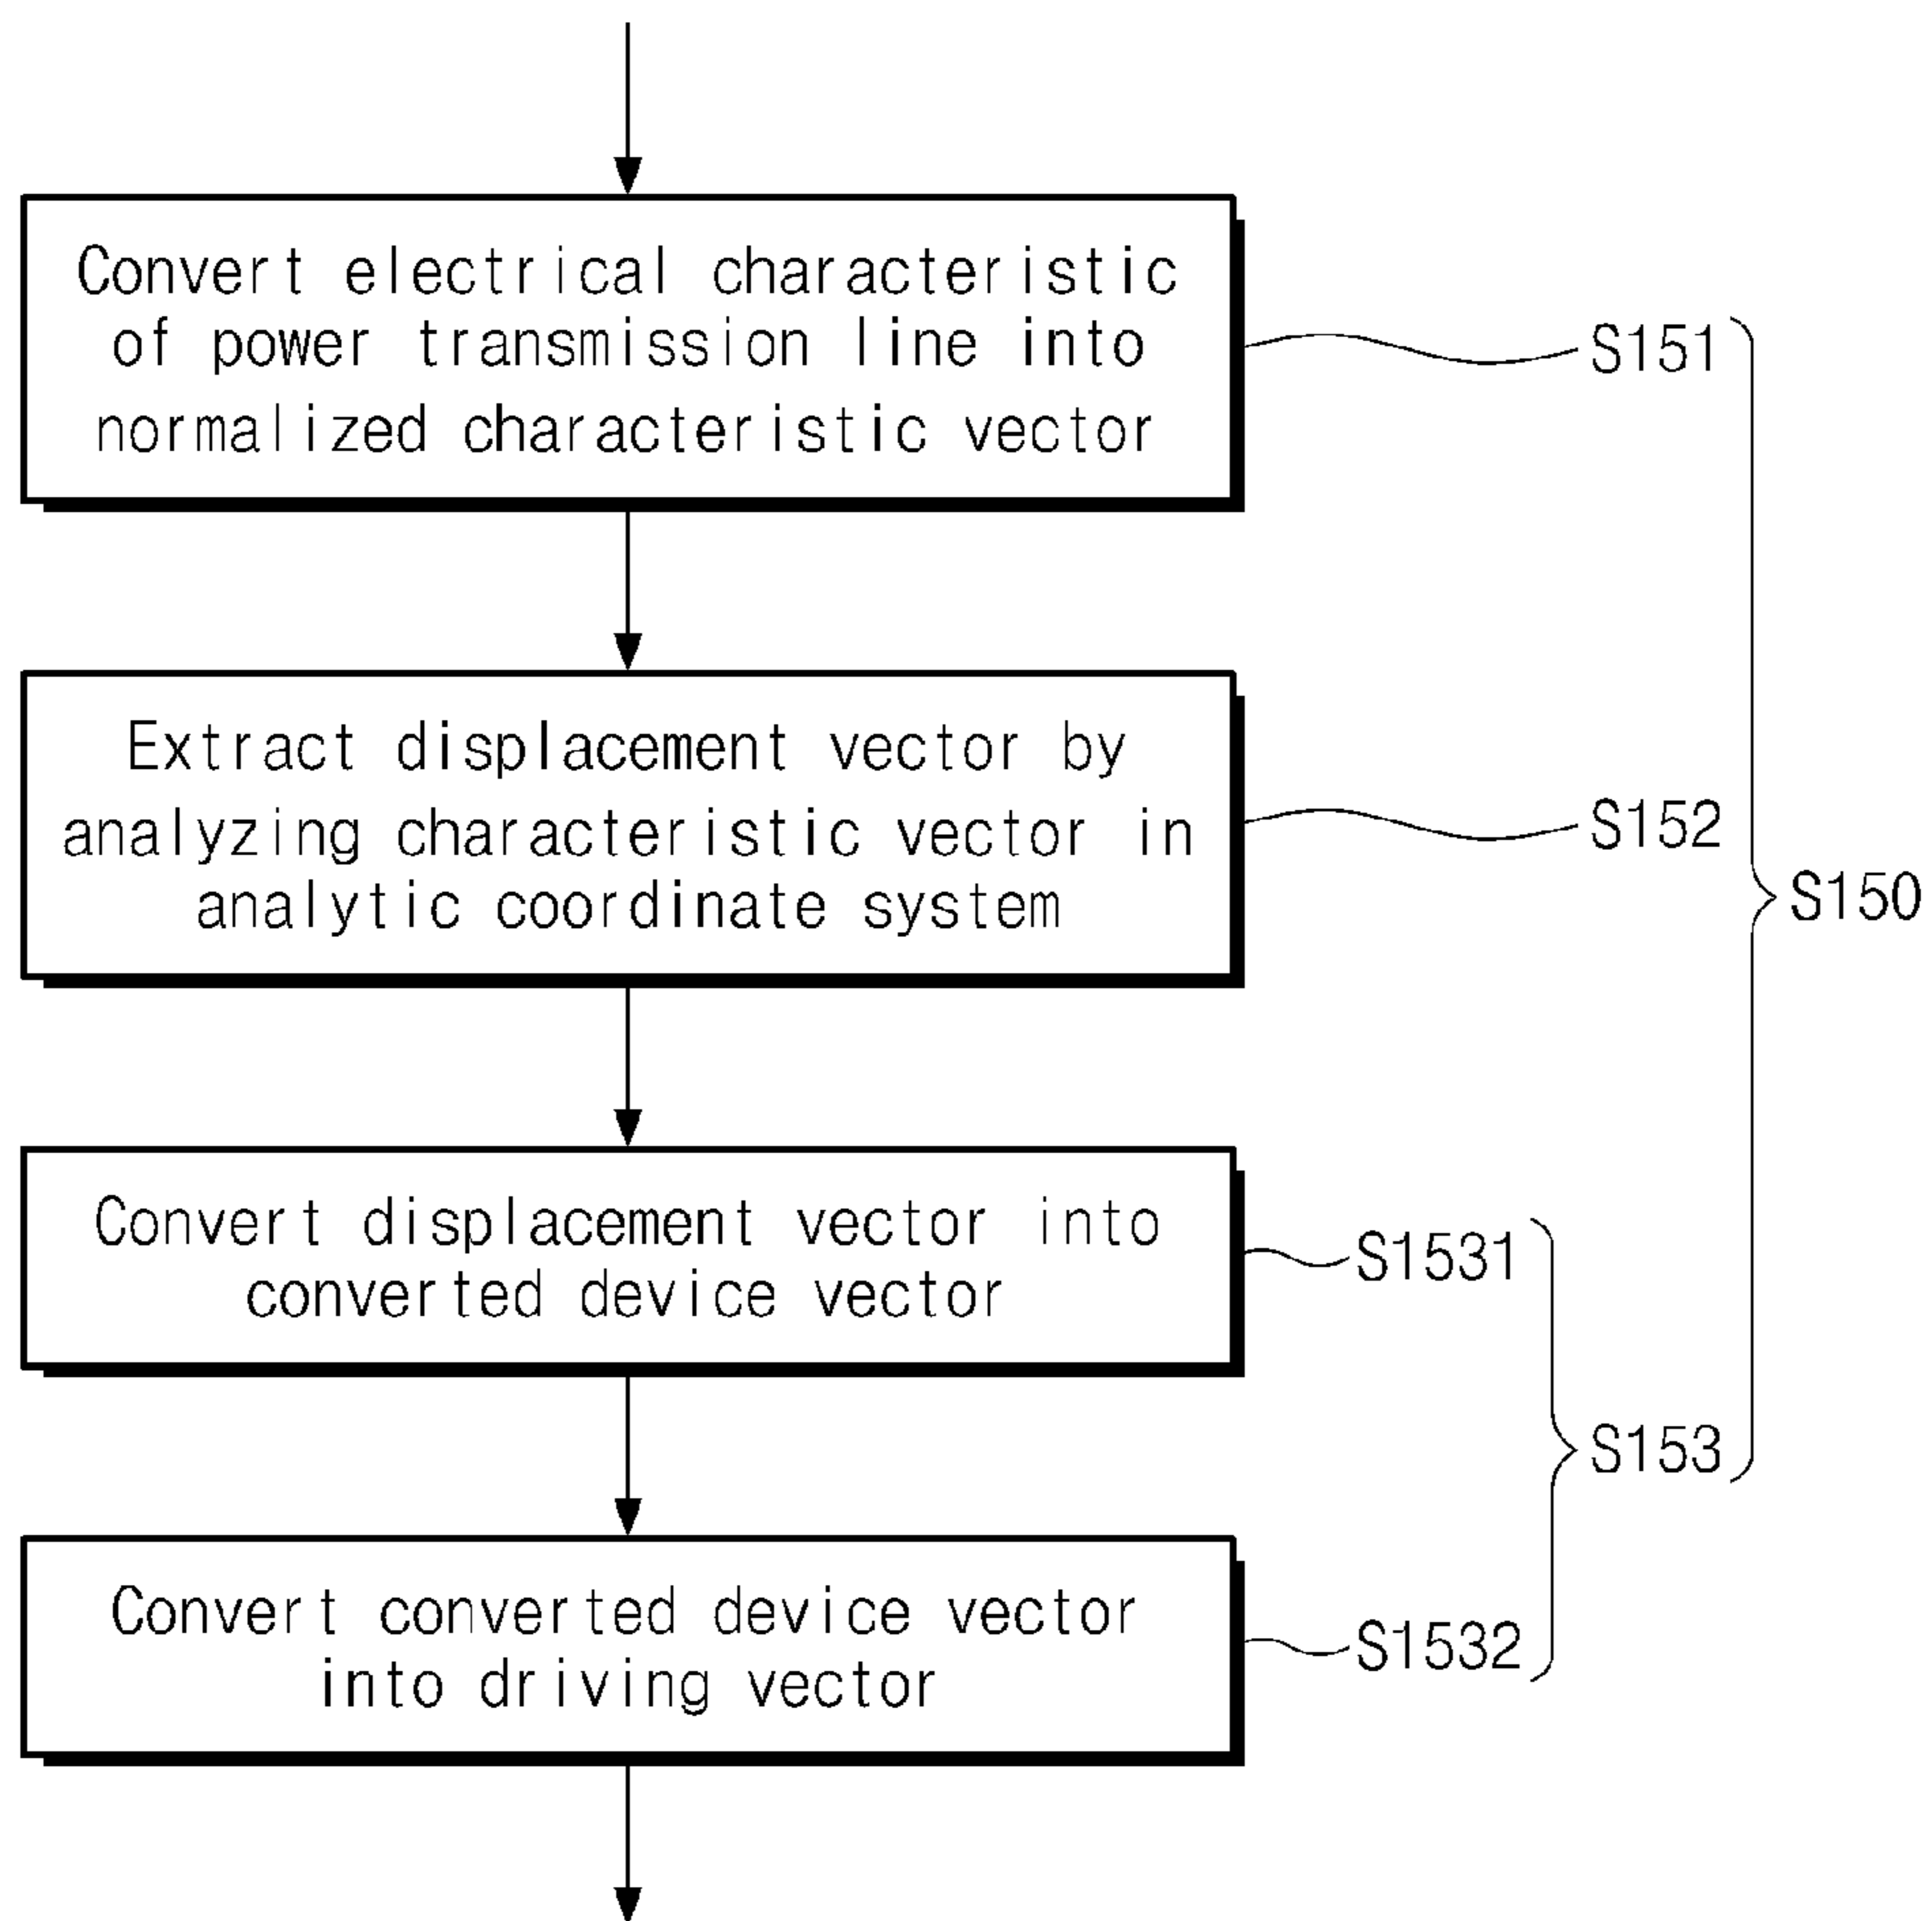 Convert electrical characteristic
of power transmission line into
normalized characteristic vector
S151
Extract displacement vector by
analyzing characteristic vector in
analytic coordinate system
S152
S150
Convert displacement vector into
converted device vector
S1531
S153
Convert converted device vector
into driving vector
S1532